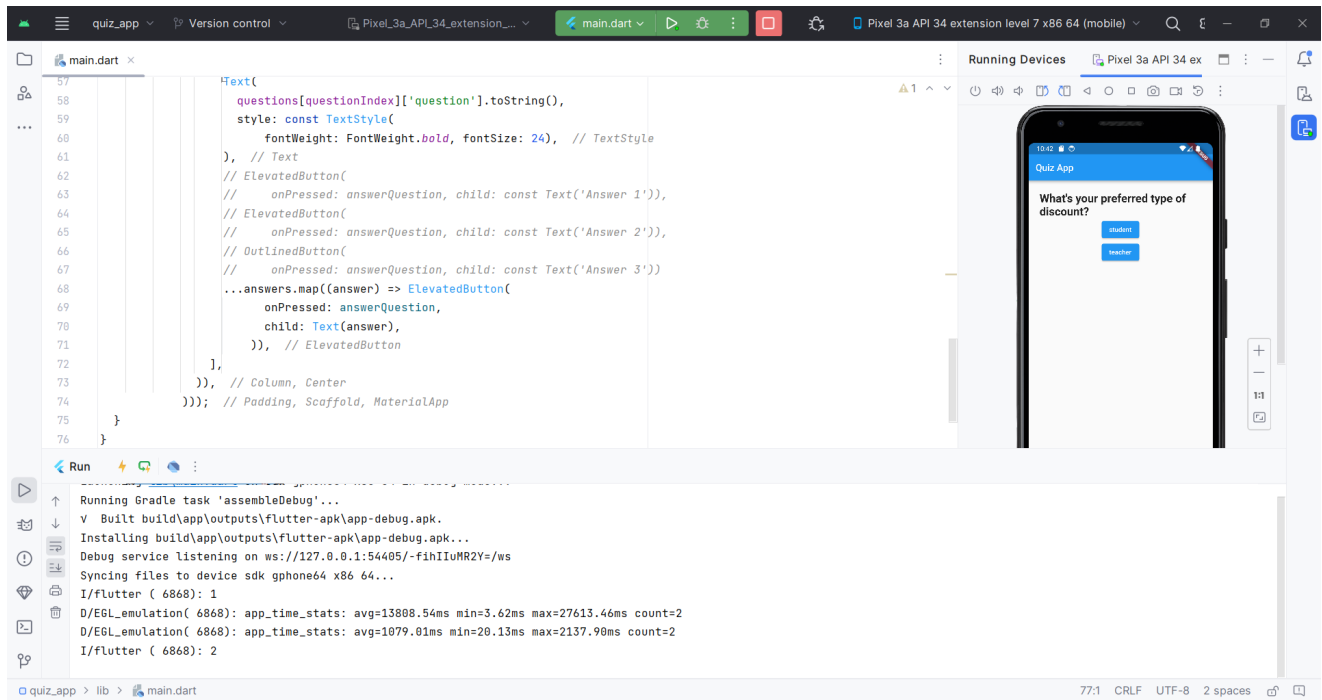 quiz_app
Version control
Pixel_3a_API_34_extension_...
main.dart
Pixel 3a API 34 extension level 7 x86 64 (mobile)
main.dart
Running Devices
Pixel 3a API 34 ex
57 Text(
58 questions[questionIndex]['question'].toString(),
59 style: const TextStyle(
60 fontWeight: FontWeight.bold, fontSize: 24), // TextStyle
61 ), // Text
62 // ElevatedButton(
63 // onPressed: answerQuestion, child: const Text('Answer 1')),
64 // ElevatedButton(
65 // onPressed: answerQuestion, child: const Text('Answer 2')),
66 // OutlinedButton(
67 // onPressed: answerQuestion, child: const Text('Answer 3'))
68 ...answers.map((answer) => ElevatedButton(
69 onPressed: answerQuestion,
70 child: Text(answer),
71 )), // ElevatedButton
72 ],
73 )), // Column, Center
74 ))); // Padding, Scaffold, MaterialApp
75 }
76 }
1
10:42
Quiz App
What's your preferred type of
discount?
student
teacher
1:1
Run
Running Gradle task 'assembleDebug'...
√ Built build\app\outputs\flutter-apk\app-debug.apk.
Installing build\app\outputs\flutter-apk\app-debug.apk...
Debug service listening on ws://127.0.0.1:54405/-fihIIuMR2Y=/ws
Syncing files to device sdk gphone64 x86 64...
I/flutter ( 6868): 1
D/EGL_emulation( 6868): app_time_stats: avg=13808.54ms min=3.62ms max=27613.46ms count=2
D/EGL_emulation( 6868): app_time_stats: avg=1079.01ms min=20.13ms max=2137.90ms count=2
I/flutter ( 6868): 2
quiz_app > lib > main.dart
77:1 CRLF UTF-8 2 spaces